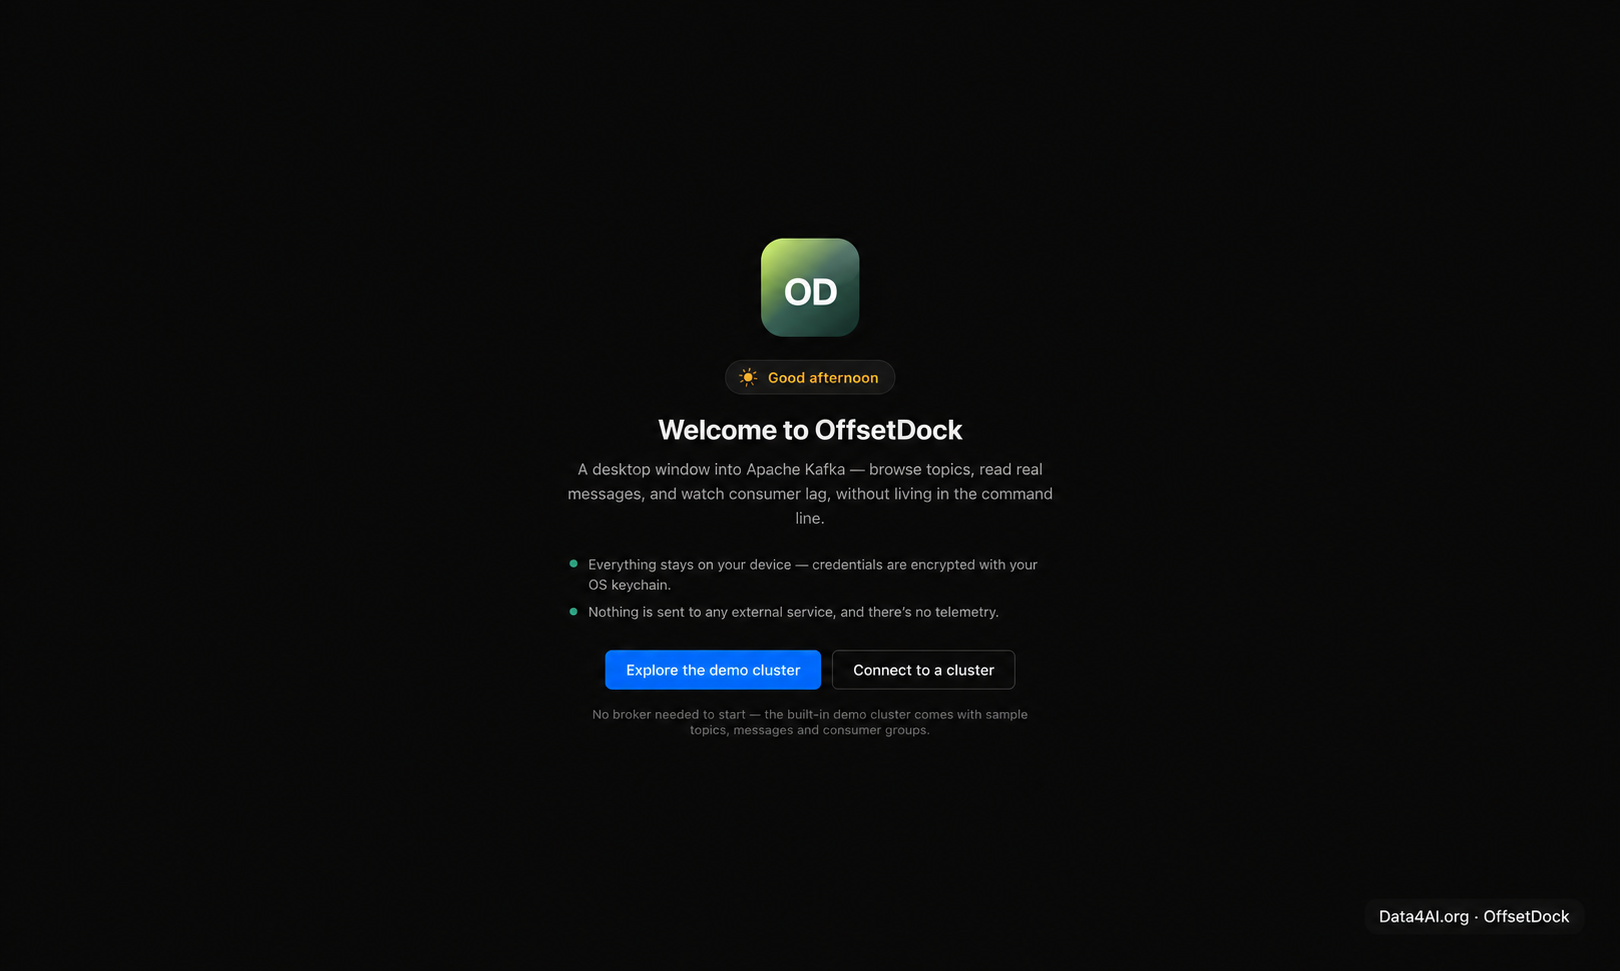 OD
Good afternoon
Welcome to OffsetDock
A desktop window into Apache Kafka — browse topics, read real
messages, and watch consumer lag, without living in the command
line.
Everything stays on your device — credentials are encrypted with your
OS keychain.
Nothing is sent to any external service, and there’s no telemetry.
Explore the demo cluster
Connect to a cluster
No broker needed to start — the built-in demo cluster comes with sample
topics, messages and consumer groups.
Data4AI.org · OffsetDock